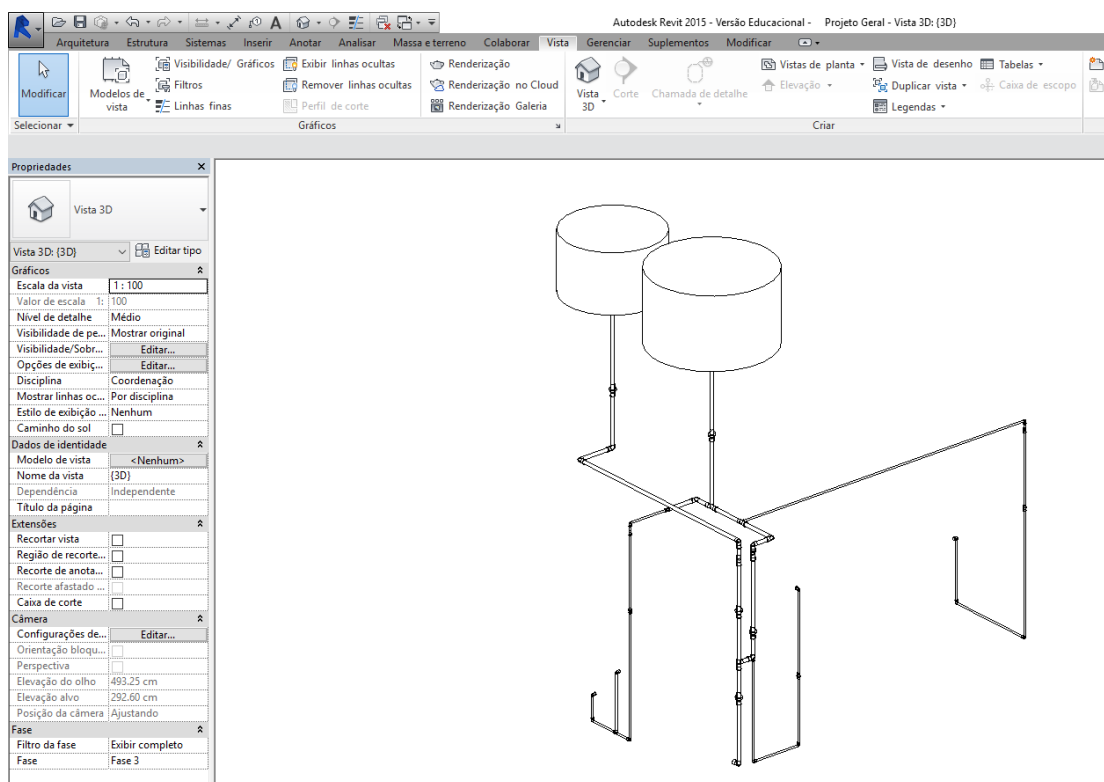 Autodesk Revit 2015 - Versão Educacional - Projeto Geral - Vista 3D: {3D}
Arquitetura Estrutura Sistemas Inserir Anotar Analisar Massa e terreno Colaborar Vista Gerenciar Suplementos Modificar
Modificar
Modelos de vista
Visibilidade/ Gráficos
Filtros
Linhas finas
Exibir linhas ocultas
Remover linhas ocultas
Perfil de corte
Renderização
Renderização no Cloud
Renderização Galeria
Vista 3D
Corte
Chamada de detalhe
Vistas de planta
Elevação
Vista de desenho
Duplicar vista
Legendas
Tabelas
Caixa de escopo
Selecionar Gráficos Criar
Propriedades X
Vista 3D
Vista 3D: {3D} Editar tipo
Gráficos
Escala da vista 1 : 100
Valor de escala 1: 100
Nível de detalhe Médio
Visibilidade de pe... Mostrar original
Visibilidade/Sobr... Editar...
Opções de exibiç... Editar...
Disciplina Coordenação
Mostrar linhas oc... Por disciplina
Estilo de exibição ... Nenhum
Caminho do sol
Dados de identidade
Modelo de vista <Nenhum>
Nome da vista {3D}
Dependência Independente
Título da página
Extensões
Recortar vista
Região de recorte...
Recorte de anota...
Recorte afastado ...
Caixa de corte
Câmera
Configurações de... Editar...
Orientação bloqu...
Perspectiva
Elevação do olho 493.25 cm
Elevação alvo 292.60 cm
Posição da câmera Ajustando
Fase
Filtro da fase Exibir completo
Fase Fase 3